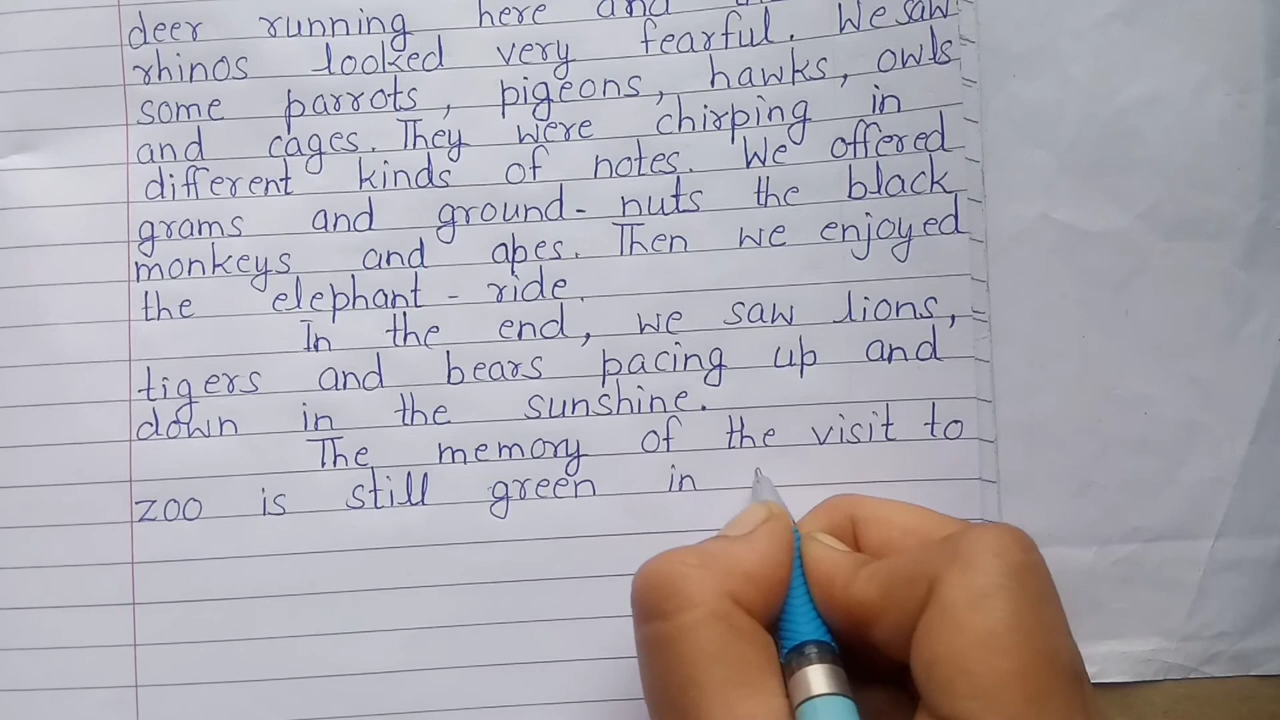 deer running here and
rhinos looked very fearful. We saw
some parrots, pigeons, hawks, owls
and cages. They were chirping in
different kinds of notes. We offered
grams and ground-nuts the black
monkeys and apes. Then we enjoyed
the elephant-ride.
In the end, we saw lions,
tigers and bears pacing up and
down in the sunshine.
The memory of the visit to
zoo is still green in